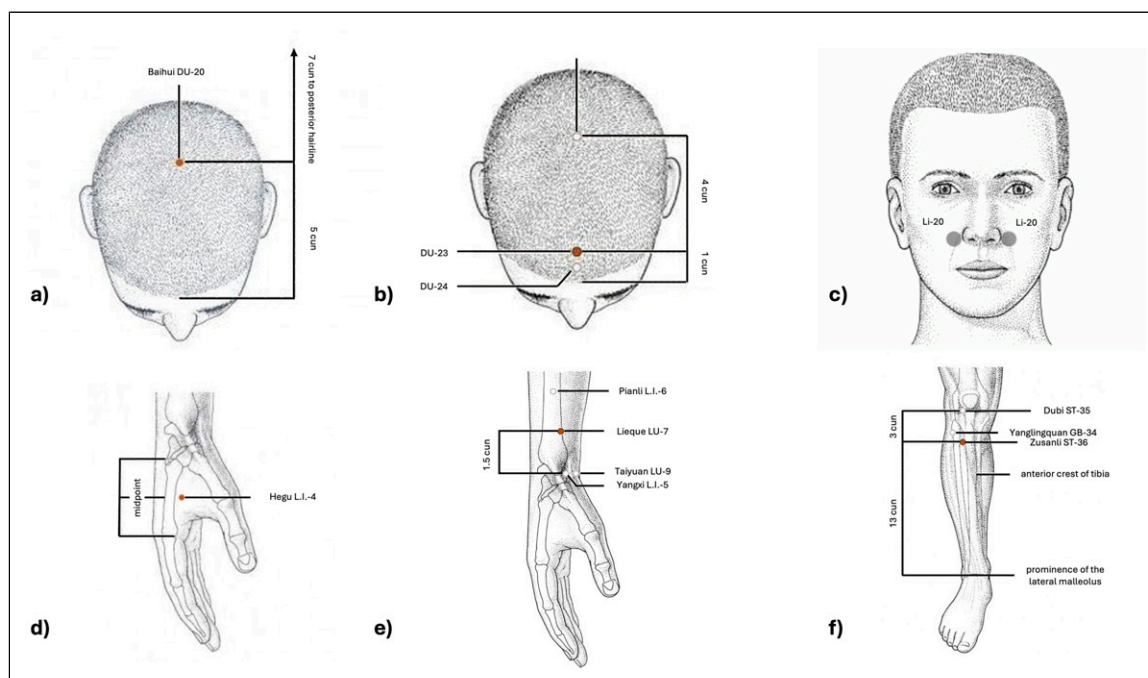 Baihui DU-20
7 cun to posterior hairline
5 cun
a)
4 cun
1 cun
DU-23
DU-24
b)
Li-20
Li-20
c)
midpoint
Hegu L.I.-4
d)
Pianli L.I.-6
Lieque LU-7
1.5 cun
Taiyuan LU-9
Yangxi L.I.-5
e)
Dubi ST-35
3 cun
Yanglingquan GB-34
Zusanli ST-36
anterior crest of tibia
13 cun
prominence of the
lateral malleolus
f)